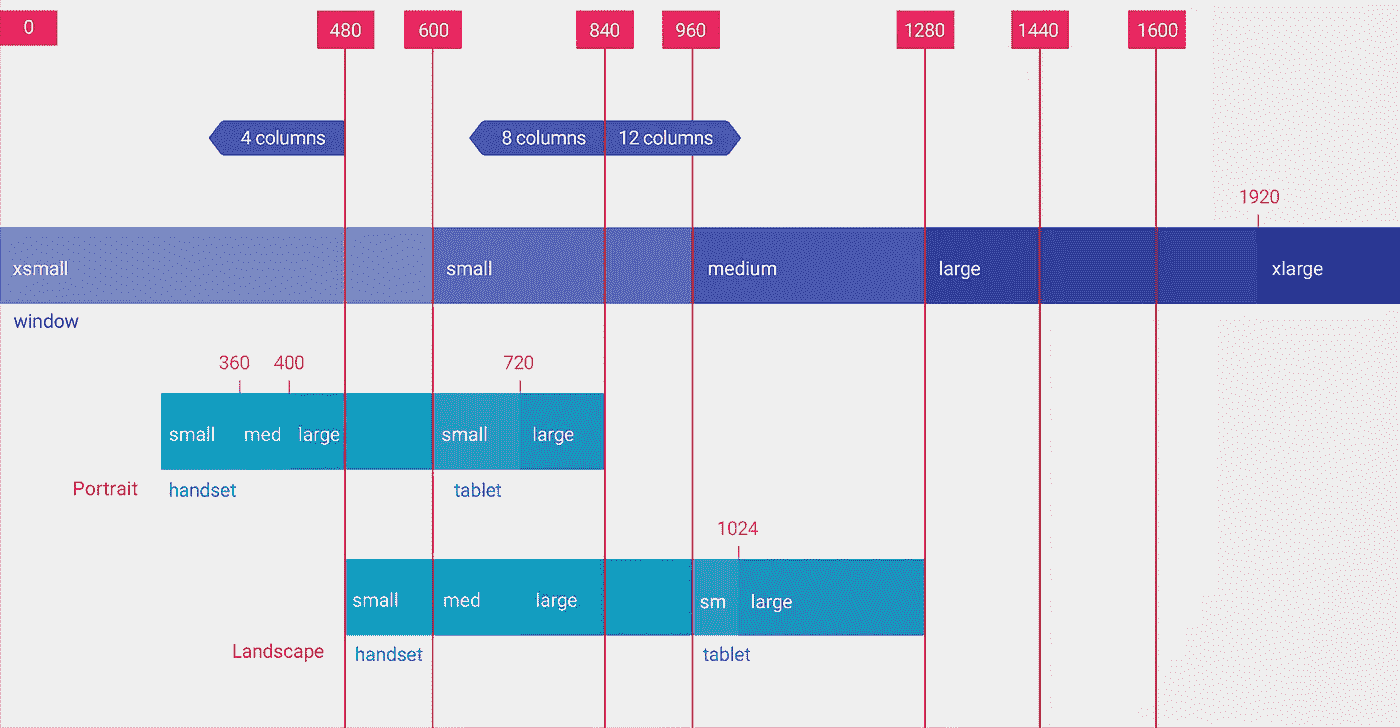 0 480 600 840 960 1280 1440 1600
4 columns 8 columns 12 columns
1920
xsmall small medium large xlarge
window
360 400 720
small med large small large
Portrait handset tablet
1024
small med large sm large
Landscape handset tablet